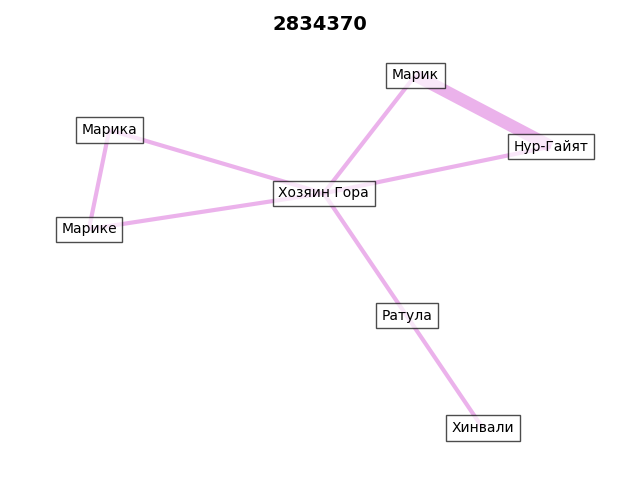 2834370
Марик
Марика
Нур-Гайят
Хозяин Гора
Марике
Ратула
Хинвали